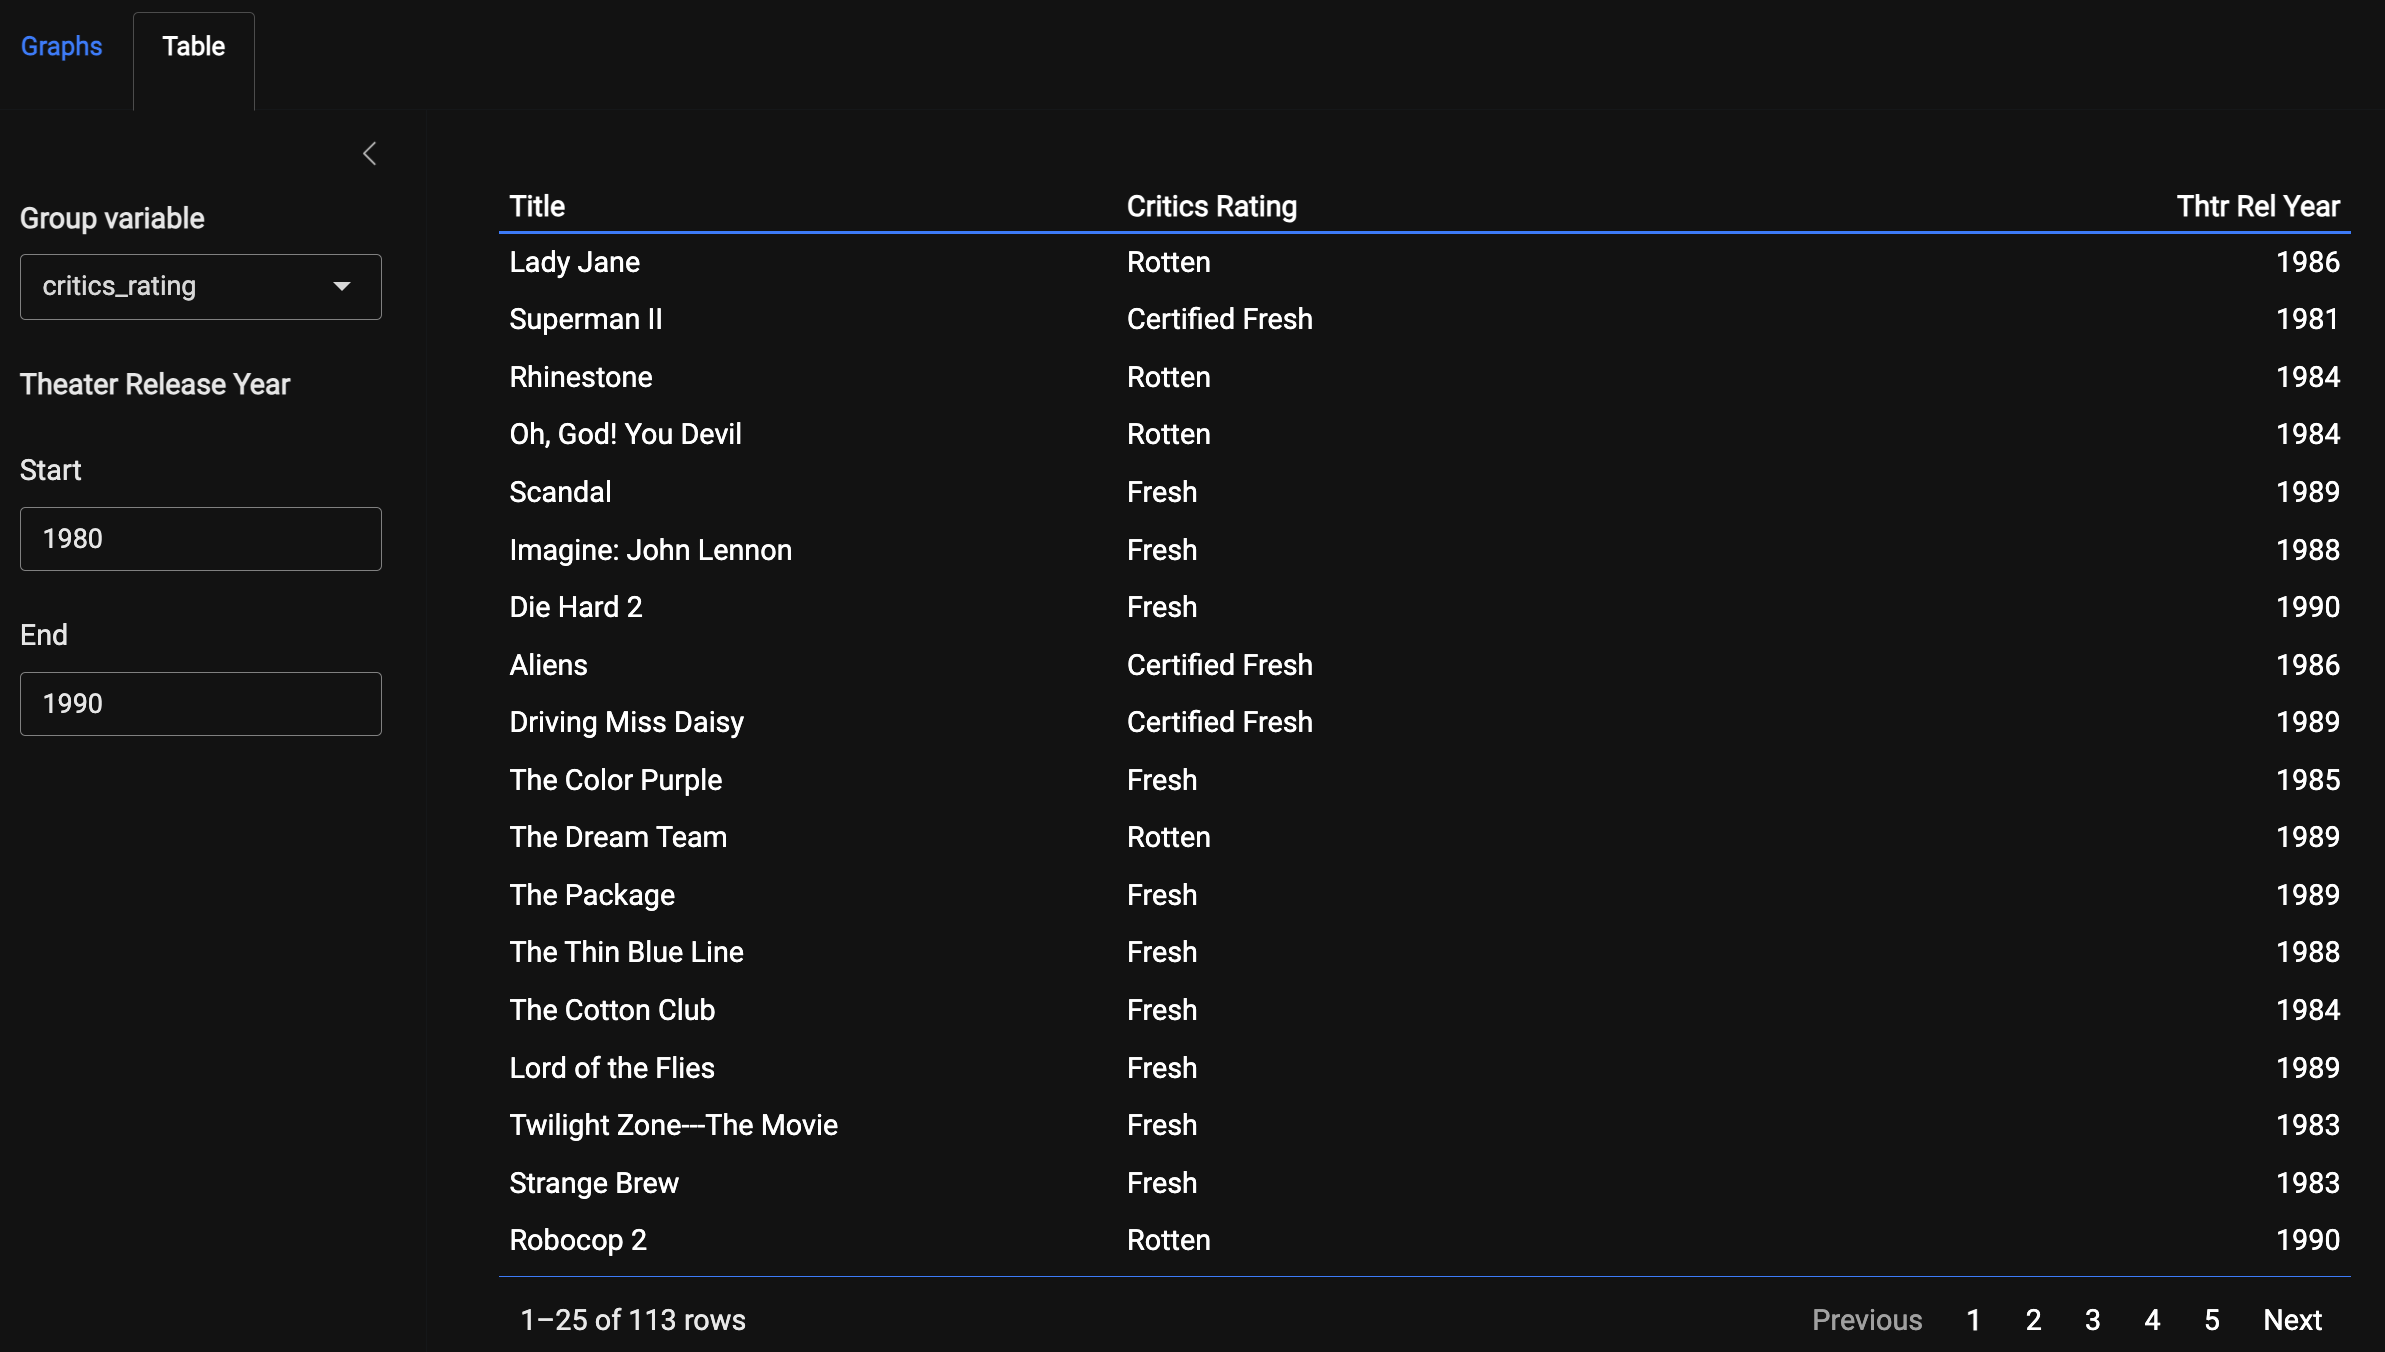 Graphs Table
Group variable
critics_rating
Theater Release Year
Start
1980
End
1990
Title Critics Rating Thtr Rel Year
Lady Jane Rotten 1986
Superman II Certified Fresh 1981
Rhinestone Rotten 1984
Oh, God! You Devil Rotten 1984
Scandal Fresh 1989
Imagine: John Lennon Fresh 1988
Die Hard 2 Fresh 1990
Aliens Certified Fresh 1986
Driving Miss Daisy Certified Fresh 1989
The Color Purple Fresh 1985
The Dream Team Rotten 1989
The Package Fresh 1989
The Thin Blue Line Fresh 1988
The Cotton Club Fresh 1984
Lord of the Flies Fresh 1989
Twilight Zone---The Movie Fresh 1983
Strange Brew Fresh 1983
Robocop 2 Rotten 1990
1–25 of 113 rows Previous 1 2 3 4 5 Next